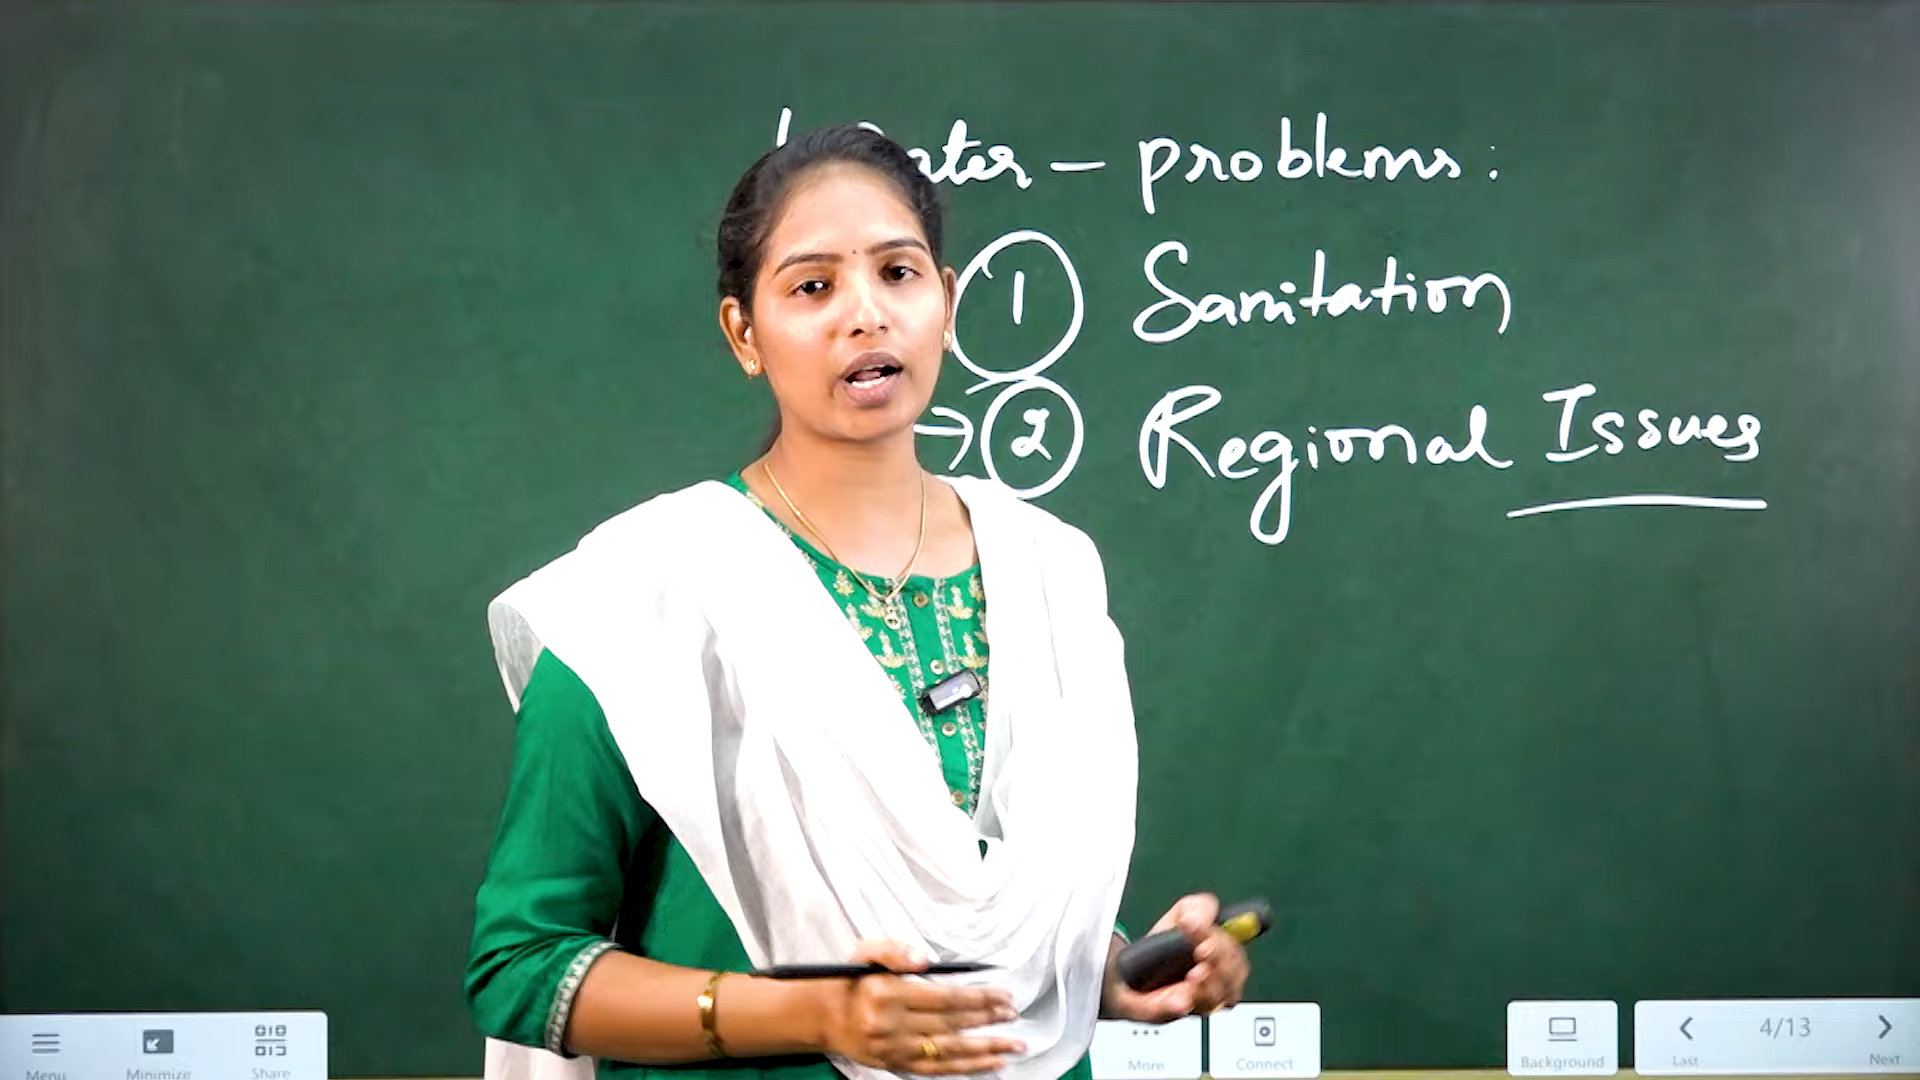 – problems:
1 Sanitation
→ 2 Regional Issues
Menu
Minimize
Share
More
Connect
Background
Last
4/13
Next